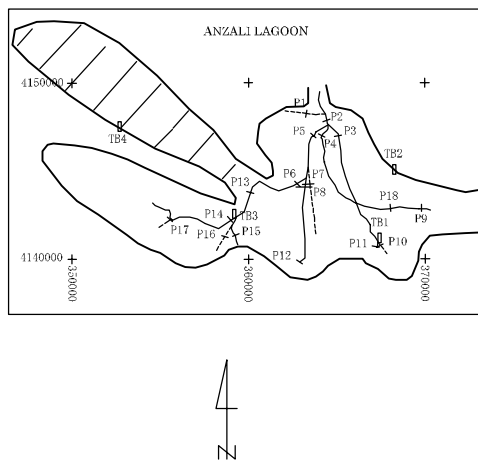 ANZALI LAGOON
4150000
P1
P2
P5
P4
P3
TB4
TB2
P6
P7
P13
P8
P14
TB3
P18
P9
P17
TB1
P16
P15
P11
P10
P12
4140000
350000
360000
370000
N